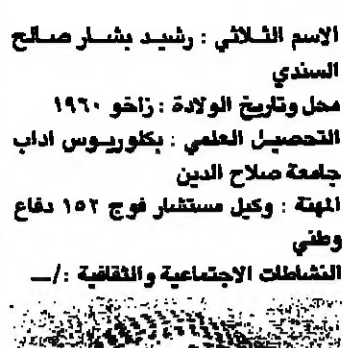 الاسم الثلاثي : رشيد بشار صالح
السندي
محل وتاريخ الولادة : زاخو ١٩٦٠
التحصيل العلمي : بكلوريوس اداب
جامعة صلاح الدين
المهنة : وكيل مستشار فوج ١٥٢ دفاع
وطني
النشاطات الاجتماعية والثقافية : /ــ